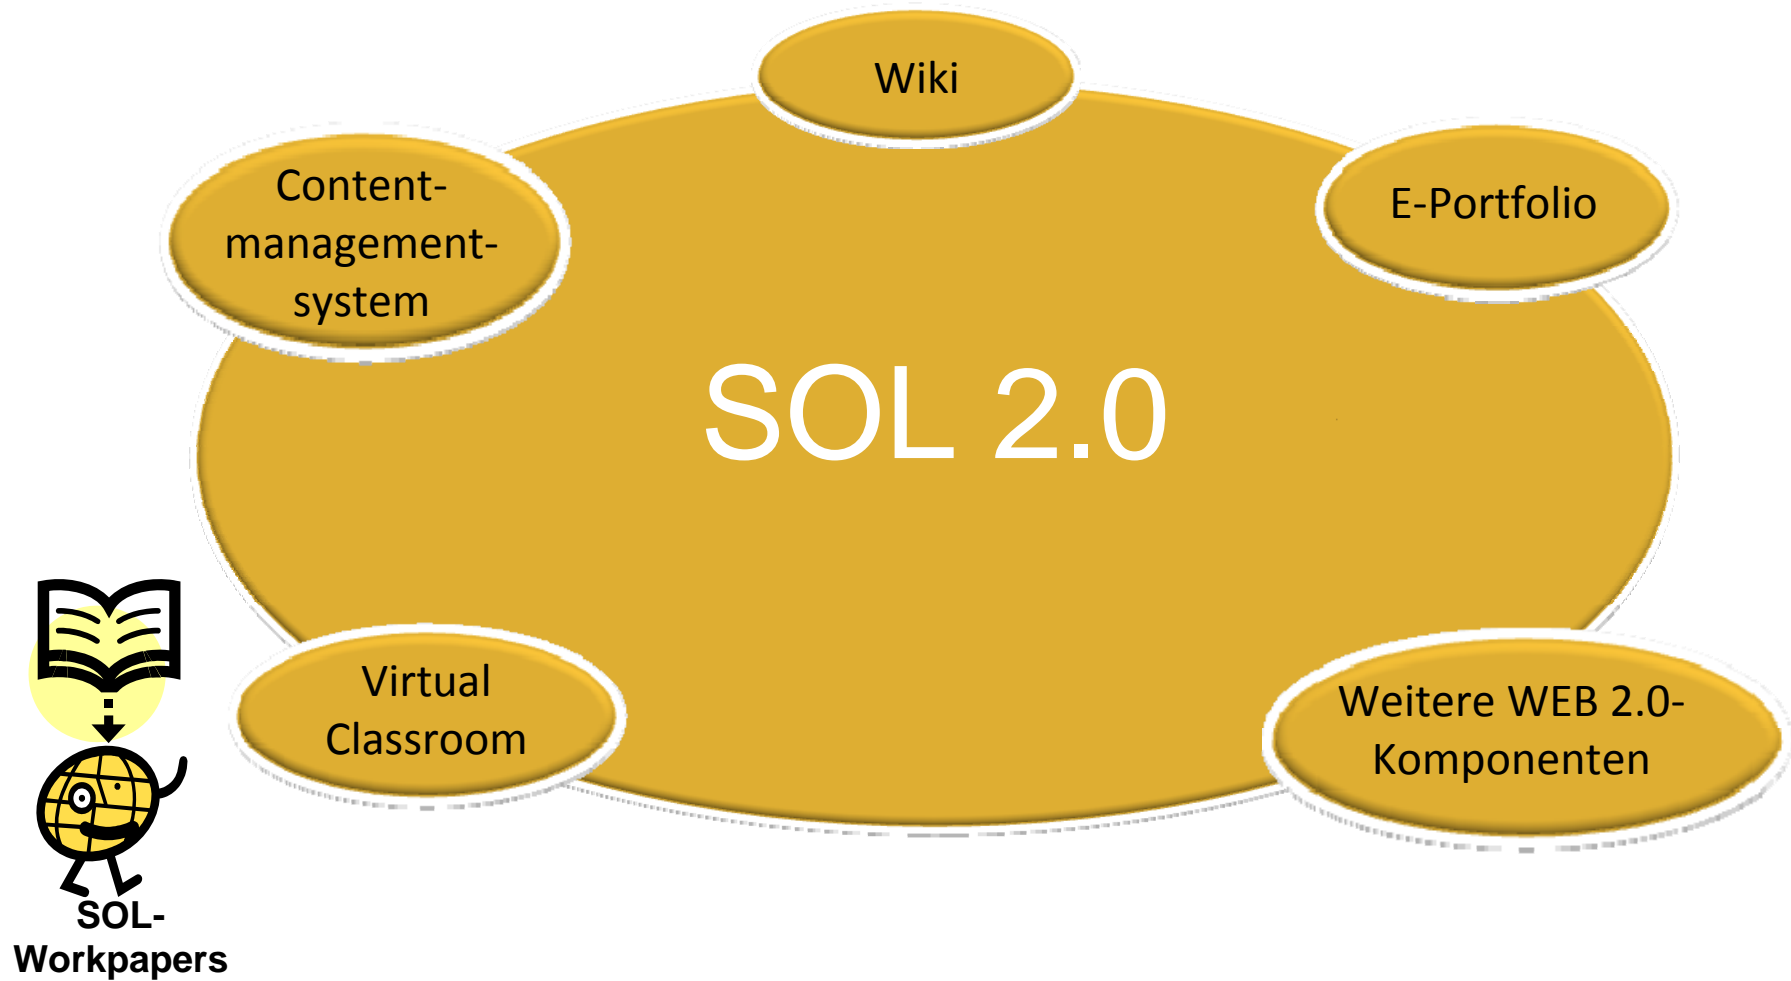 Wiki
Content-
management-
system
E-Portfolio
SOL 2.0
Virtual
Classroom
Weitere WEB 2.0-
Komponenten
SOL-
Workpapers